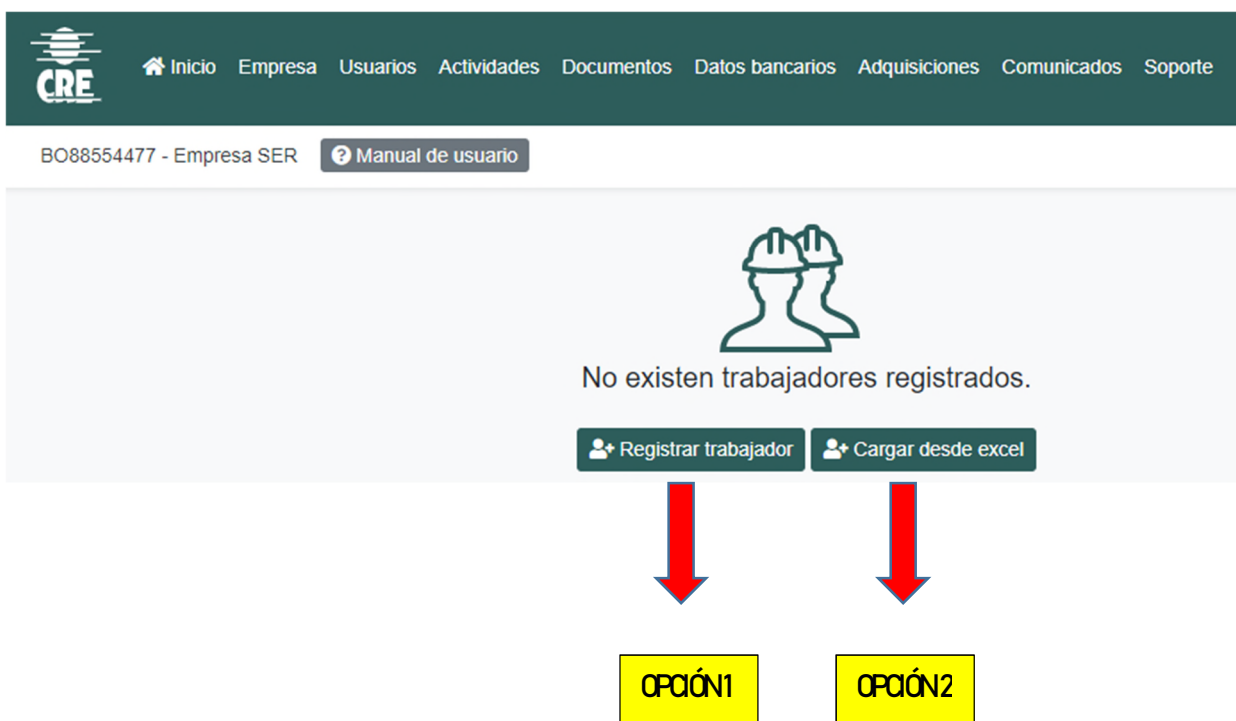 CRE
Inicio Empresa Usuarios Actividades Documentos Datos bancarios Adquisiciones Comunicados Soporte
BO88554477 - Empresa SER ? Manual de usuario
No existen trabajadores registrados.
Registrar trabajador Cargar desde excel
OPCIÓN1 OPCIÓN2